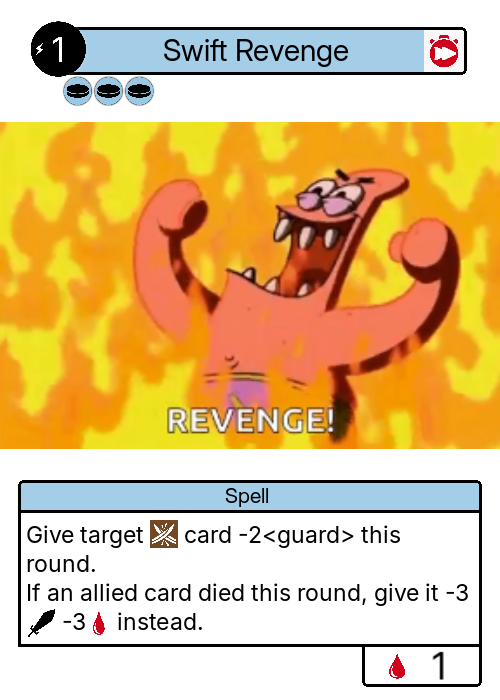 1 Swift Revenge
REVENGE!
Spell
Give target card -2<guard> this
round.
If an allied card died this round, give it -3
-3 instead.
1